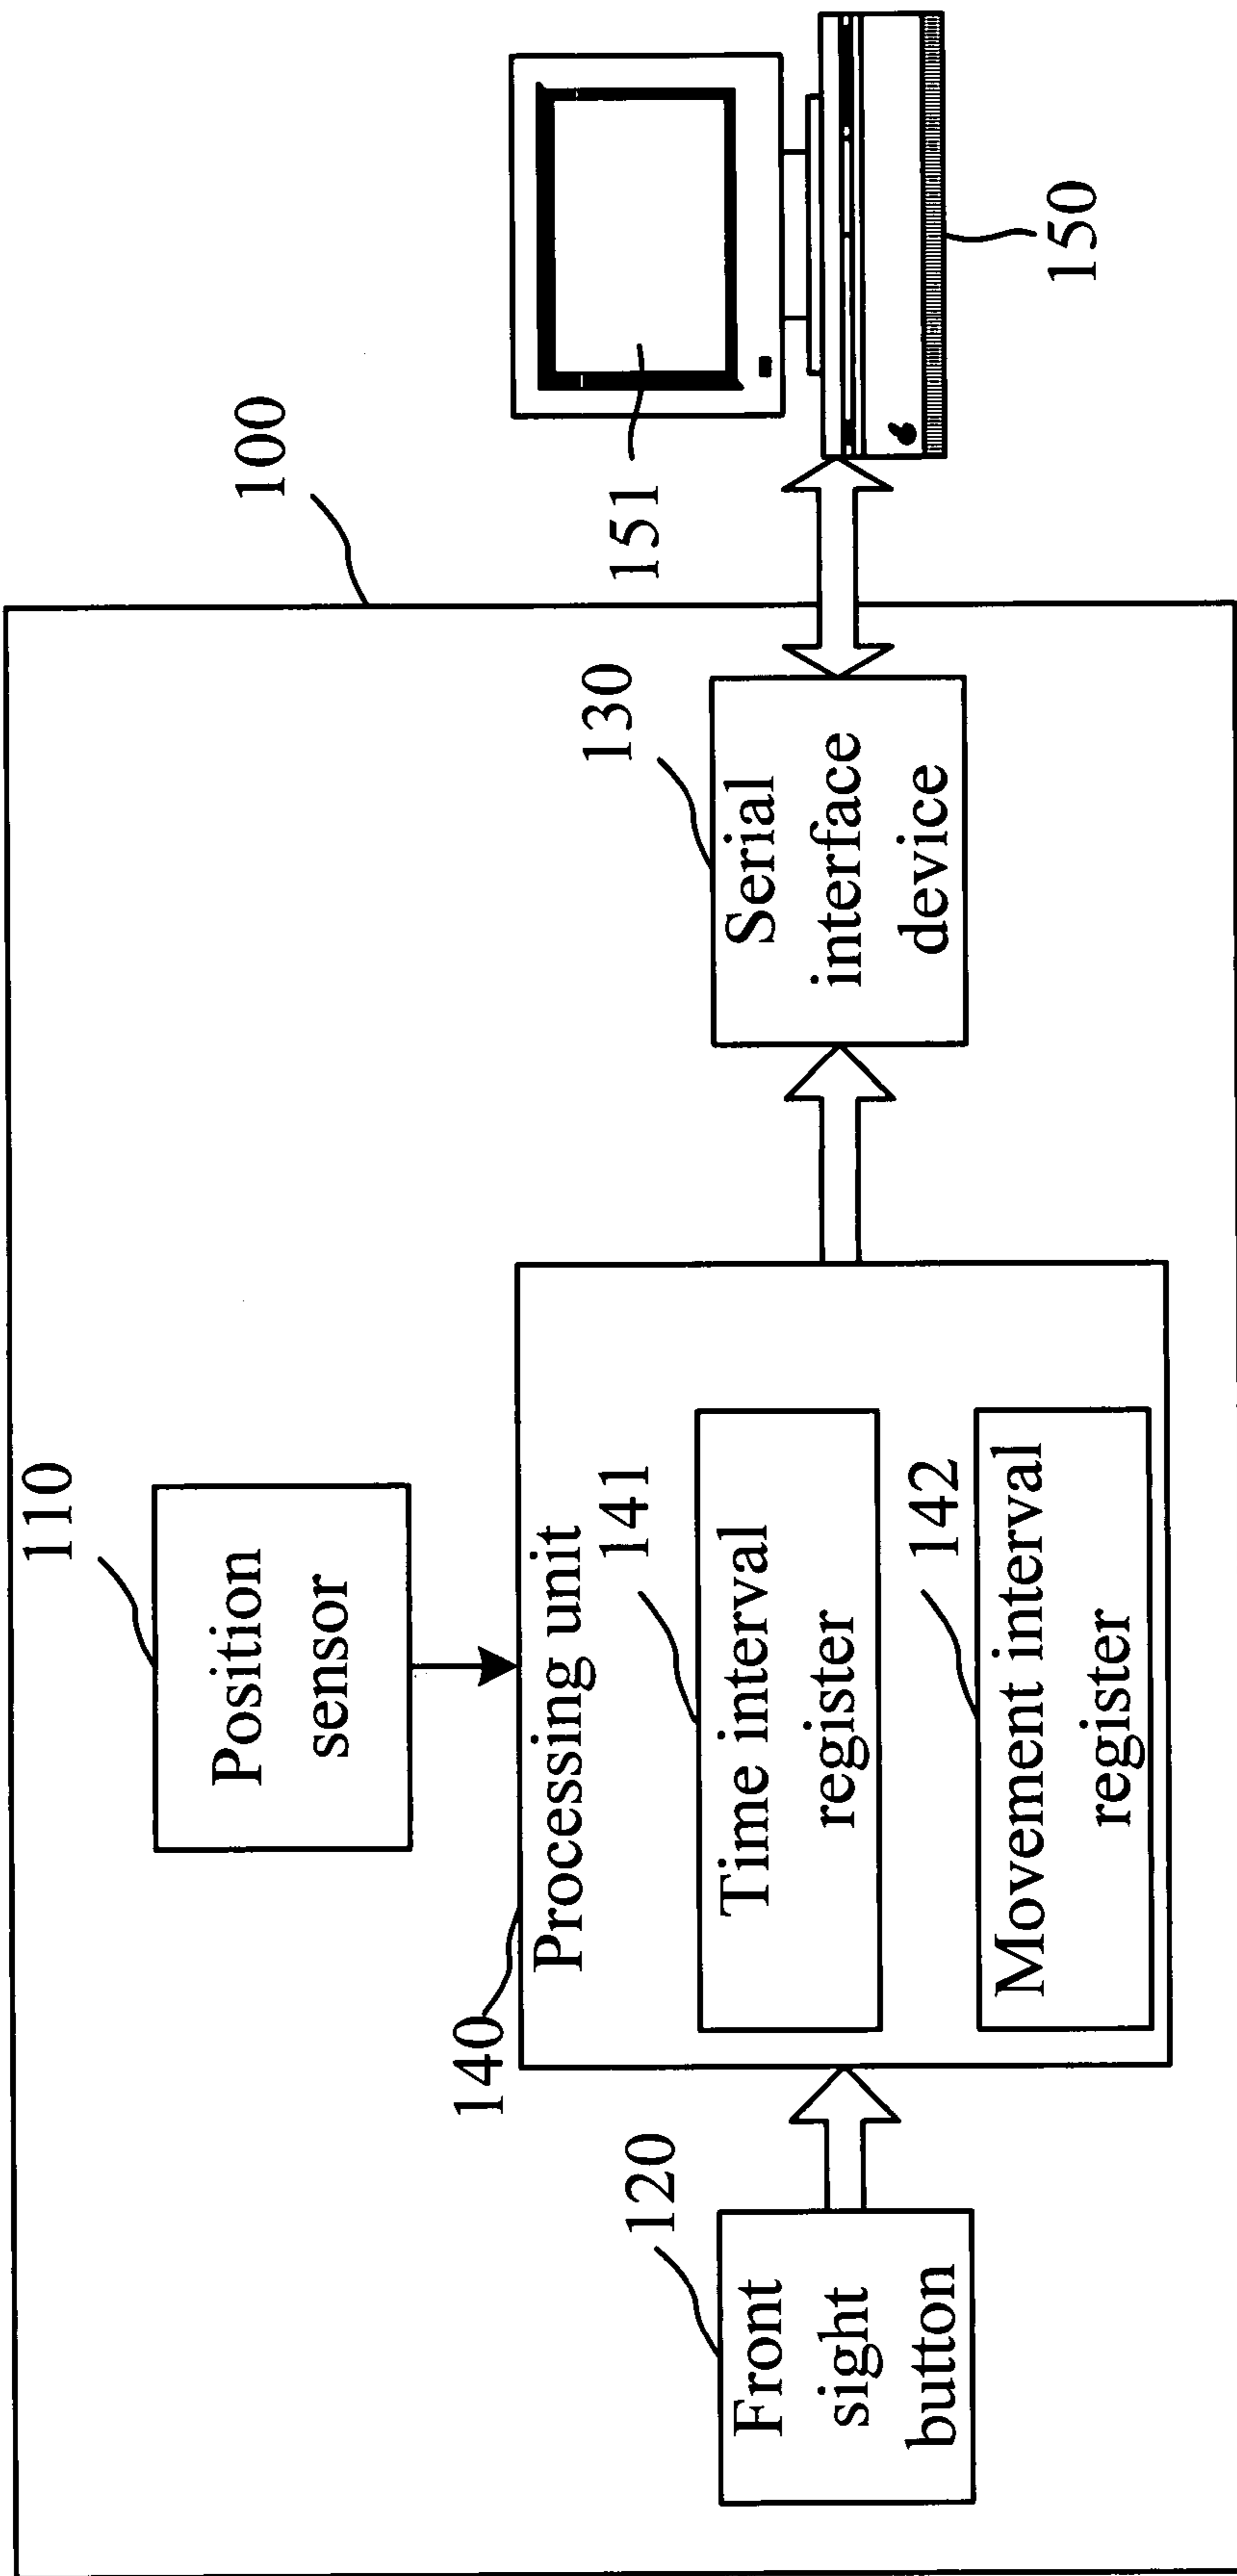 100
110
Position
sensor
140
Processing unit
141
Time interval
register
142
Movement interval
register
120
Front
sight
button
130
Serial
interface
device
151
150